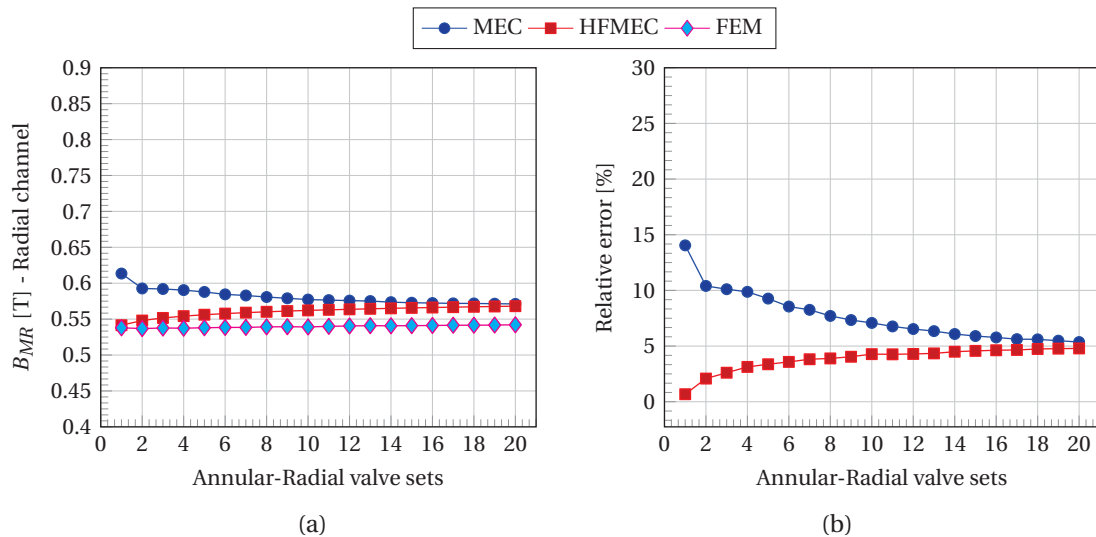 MEC HFMEC FEM
0.9
0.85
0.8
0.75
0.7
0.65
0.6
0.55
0.5
0.45
0.4
B_MR [T] - Radial channel
0 2 4 6 8 10 12 14 16 18 20
Annular-Radial valve sets
(a)
30
25
20
15
10
5
0
Relative error [%]
0 2 4 6 8 10 12 14 16 18 20
Annular-Radial valve sets
(b)